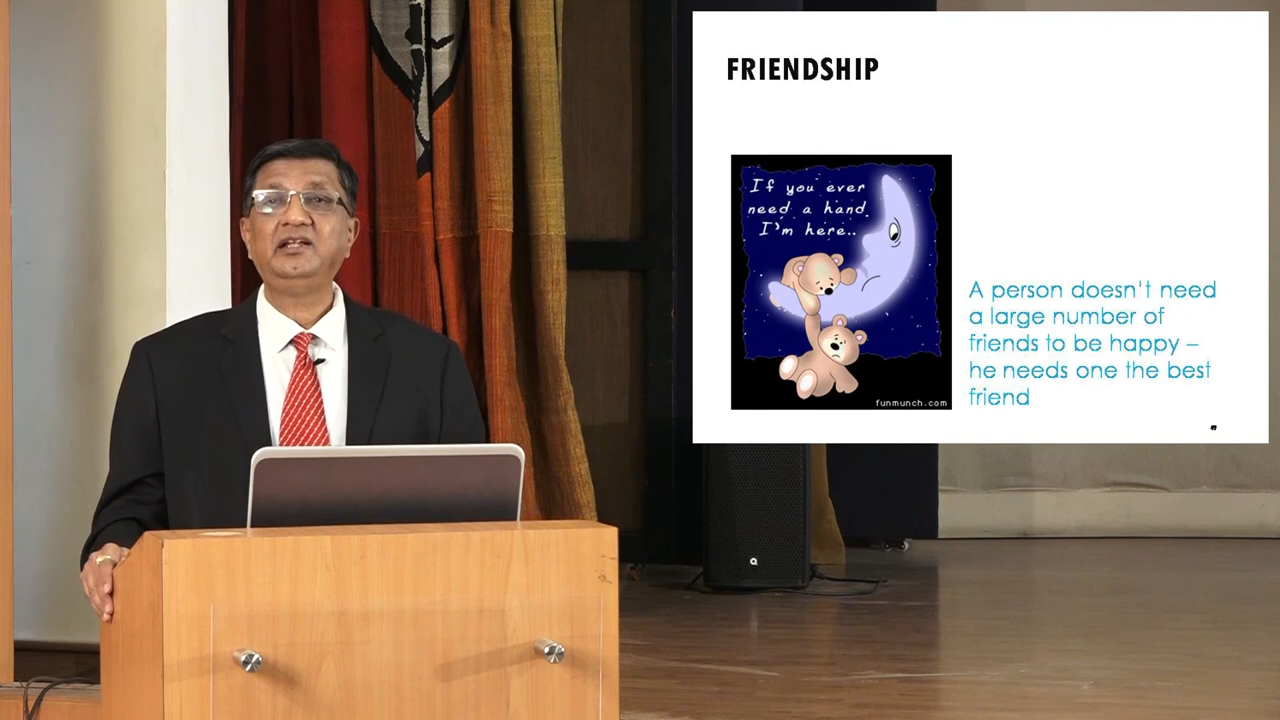 FRIENDSHIP
If you ever
need a hand
I'm here..
funmunch.com
A person doesn't need
a large number of
friends to be happy –
he needs one the best
friend